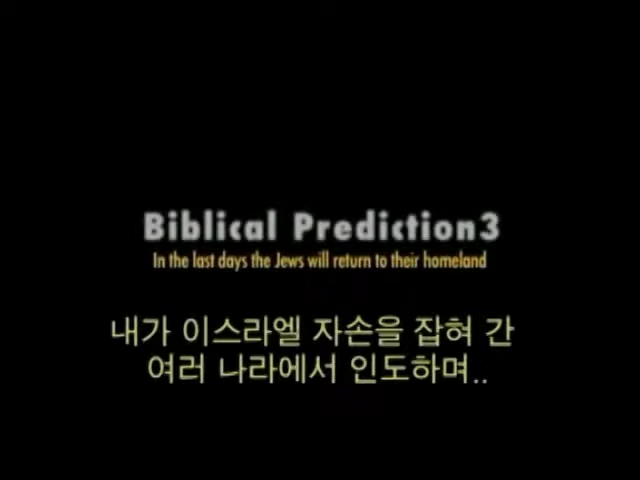 Biblical Prediction3
In the last days the Jews will return to their homeland
내가 이스라엘 자손을 잡혀 간
여러 나라에서 인도하며..